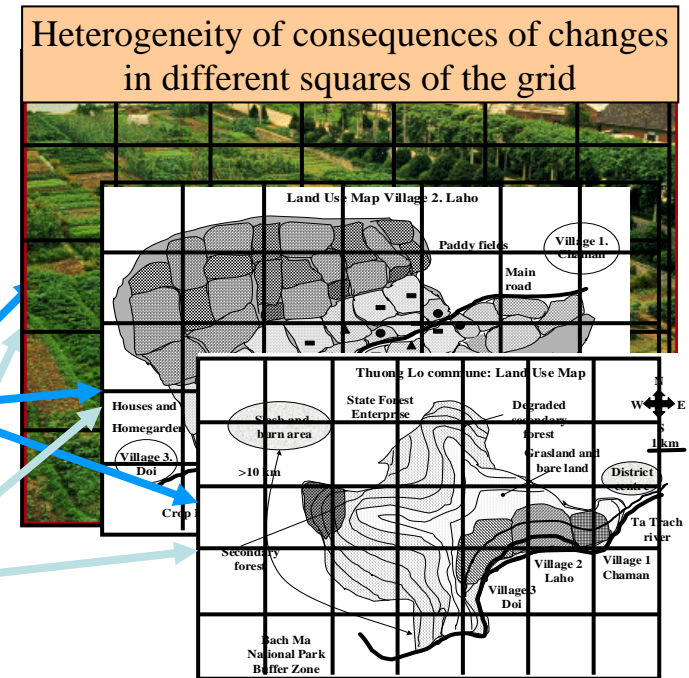 Heterogeneity of consequences of changes
in different squares of the grid
Land Use Map Village 2. Laho
Paddy fields
Village 1.
Chaman
Main
road
Houses and
Homegarden
Village 3.
Doi
Crop
Thuong Lo commune: Land Use Map
State Forest
Enterprise
Slash and
burn area
>10 km
Degraded
secondary
forest
Grasland and
bare land
N
W
E
S
1 km
District
centre
Ta Trach
river
Secondary
forest
Village 2
Laho
Village 1
Chaman
Village 3
Doi
Bach Ma
National Park
Buffer Zone